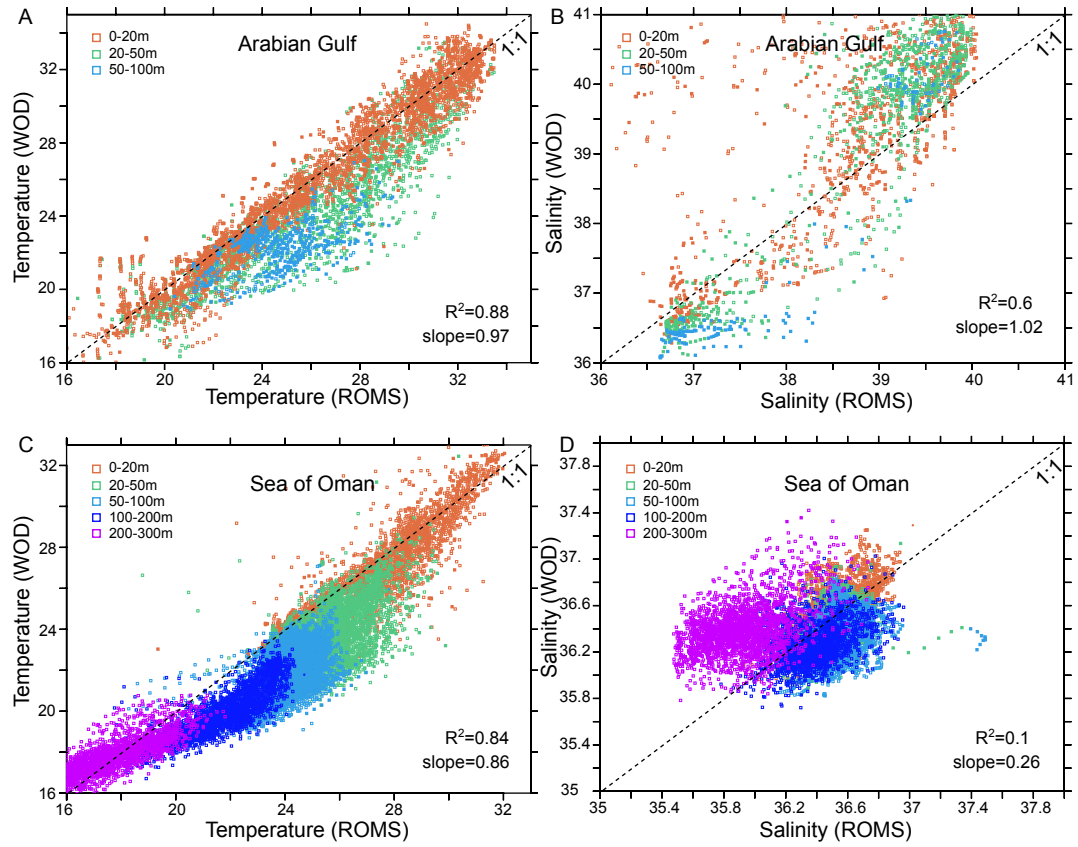 A
Arabian Gulf
0-20m
20-50m
50-100m
1:1
R²=0.88
slope=0.97
Temperature (WOD)
32
28
24
20
16
16 20 24 28 32
Temperature (ROMS)
B
Arabian Gulf
0-20m
20-50m
50-100m
1:1
R²=0.6
slope=1.02
Salinity (WOD)
41
40
39
38
37
36
36 37 38 39 40 41
Salinity (ROMS)
C
Sea of Oman
0-20m
20-50m
50-100m
100-200m
200-300m
1:1
R²=0.84
slope=0.86
Temperature (WOD)
32
28
24
20
16
16 20 24 28 32
Temperature (ROMS)
D
Sea of Oman
0-20m
20-50m
50-100m
100-200m
200-300m
1:1
R²=0.1
slope=0.26
Salinity (WOD)
37.8
37.4
37
36.6
36.2
35.8
35.4
35
35 35.4 35.8 36.2 36.6 37 37.4 37.8
Salinity (ROMS)